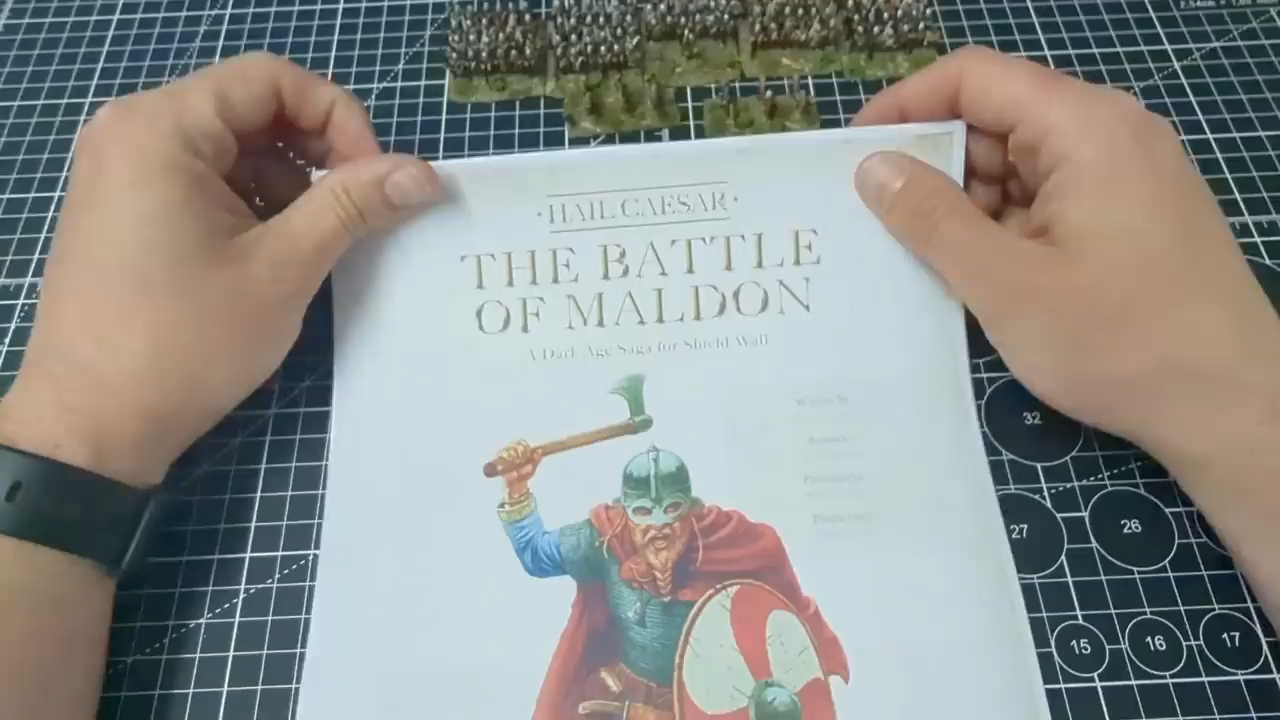 · HAIL CAESAR ·
THE BATTLE
OF MALDON
A Dark Age Saga for Shield Wall
32
27
26
15
16
17